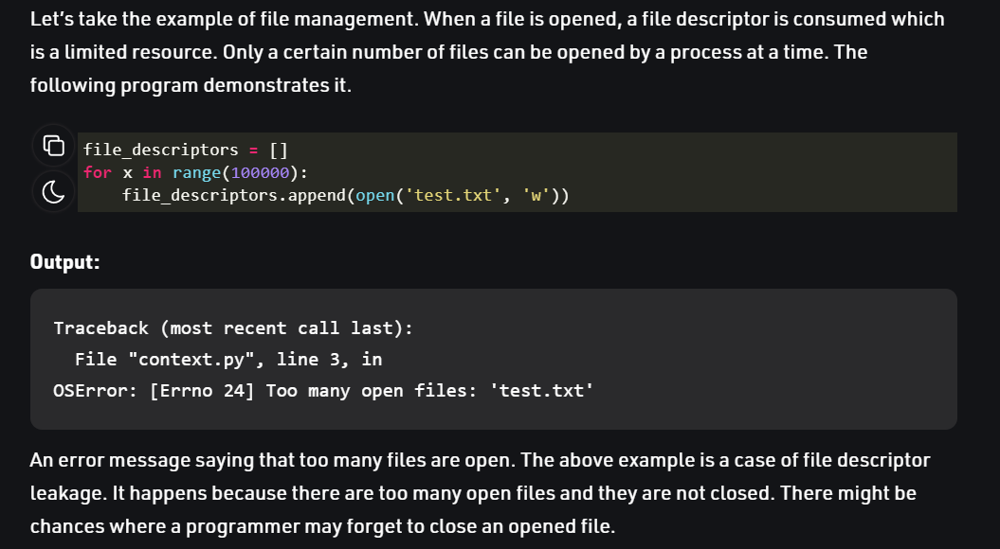 Let's take the example of file management. When a file is opened, a file descriptor is consumed which
is a limited resource. Only a certain number of files can be opened by a process at a time. The
following program demonstrates it.
file_descriptors = []
for x in range(100000):
    file_descriptors.append(open('test.txt', 'w'))
Output:
Traceback (most recent call last):
  File "context.py", line 3, in
OSError: [Errno 24] Too many open files: 'test.txt'
An error message saying that too many files are open. The above example is a case of file descriptor
leakage. It happens because there are too many open files and they are not closed. There might be
chances where a programmer may forget to close an opened file.